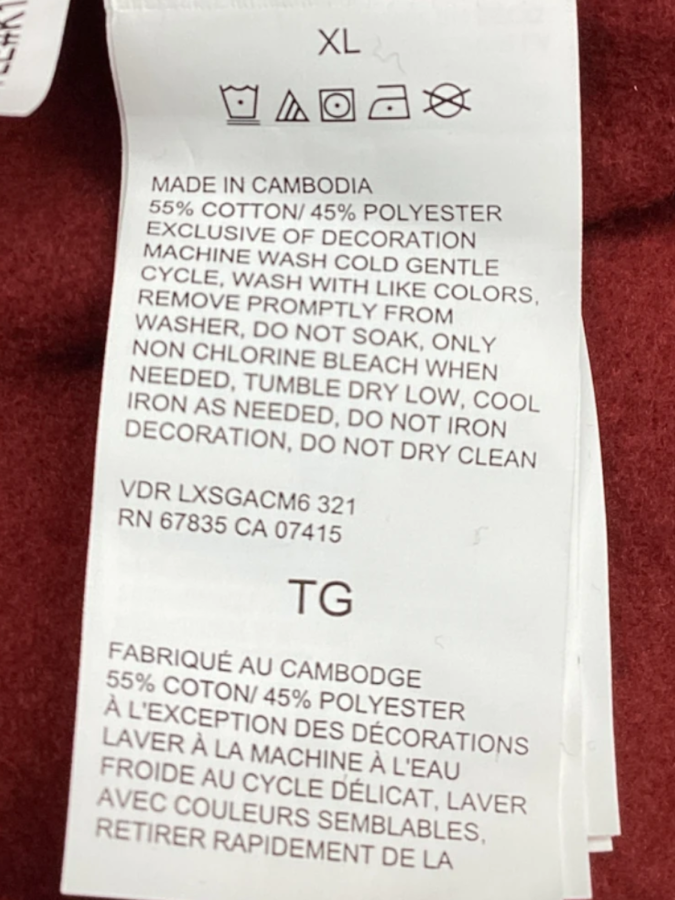 XL
MADE IN CAMBODIA
55% COTTON/ 45% POLYESTER
EXCLUSIVE OF DECORATION
MACHINE WASH COLD GENTLE
CYCLE, WASH WITH LIKE COLORS,
REMOVE PROMPTLY FROM
WASHER, DO NOT SOAK, ONLY
NON CHLORINE BLEACH WHEN
NEEDED, TUMBLE DRY LOW, COOL
IRON AS NEEDED, DO NOT IRON
DECORATION, DO NOT DRY CLEAN
VDR LXSGACM6 321
RN 67835 CA 07415
TG
FABRIQUÉ AU CAMBODGE
55% COTON/ 45% POLYESTER
À L'EXCEPTION DES DÉCORATIONS
LAVER À LA MACHINE À L'EAU
FROIDE AU CYCLE DÉLICAT, LAVER
AVEC COULEURS SEMBLABLES,
RETIRER RAPIDEMENT DE LA